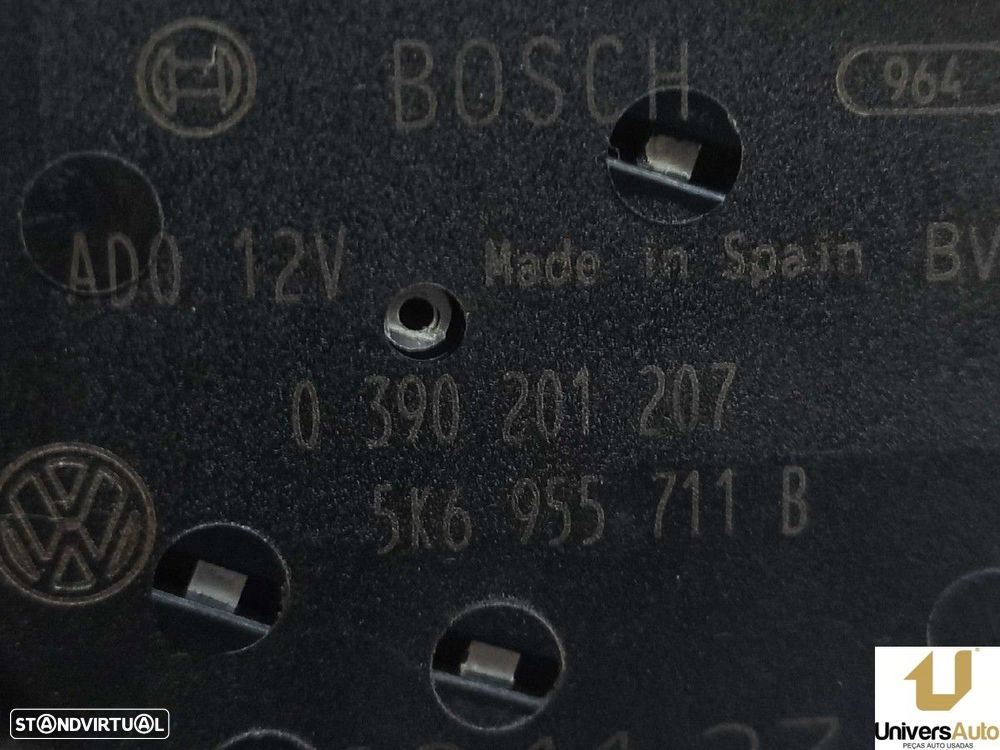 BOSCH
964
ADO 12V
Made in Spain
BV
0 390 201 207
5K6 955 711 B
STANDVIRTUAL
UniversAuto
PEÇAS AUTO USADAS